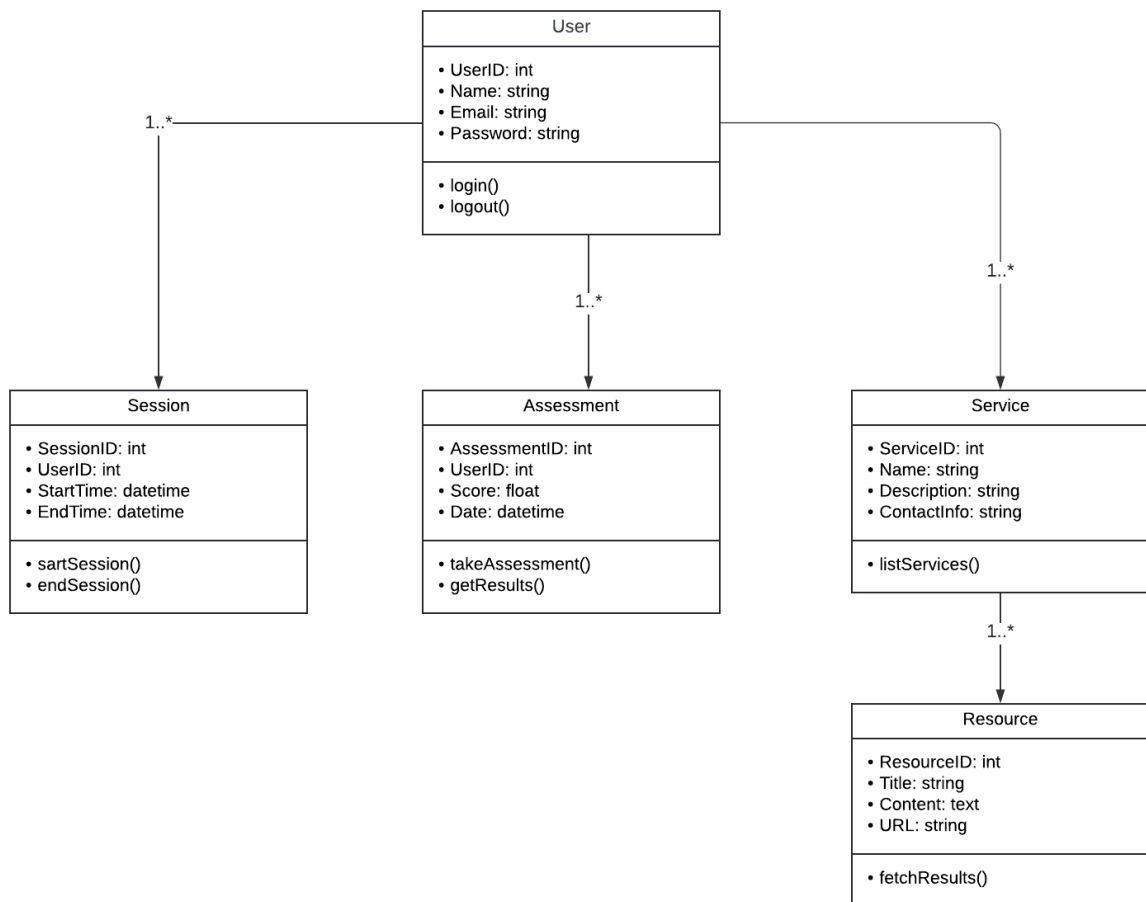 User
• UserID: int
• Name: string
• Email: string
• Password: string
• login()
• logout()
1..*
1..*
1..*
Session
• SessionID: int
• UserID: int
• StartTime: datetime
• EndTime: datetime
• sartSession()
• endSession()
Assessment
• AssessmentID: int
• UserID: int
• Score: float
• Date: datetime
• takeAssessment()
• getResults()
Service
• ServiceID: int
• Name: string
• Description: string
• ContactInfo: string
• listServices()
1..*
Resource
• ResourceID: int
• Title: string
• Content: text
• URL: string
• fetchResults()